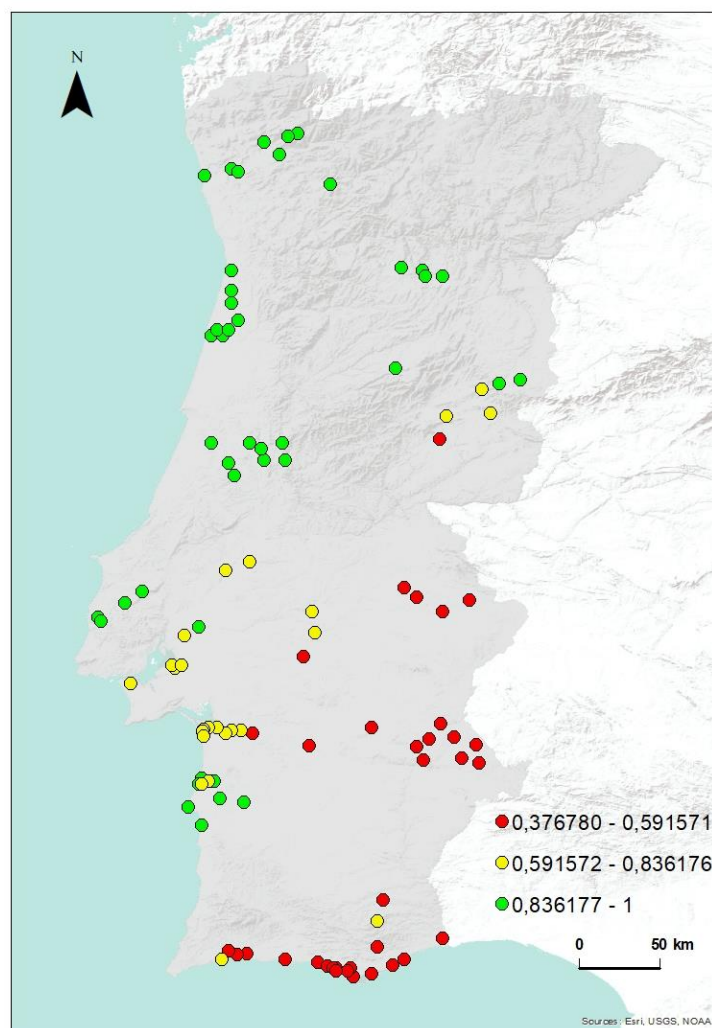 N
0,376780 - 0,591571
0,591572 - 0,836176
0,836177 - 1
0 50 km
Sources: Esri, USGS, NOAA